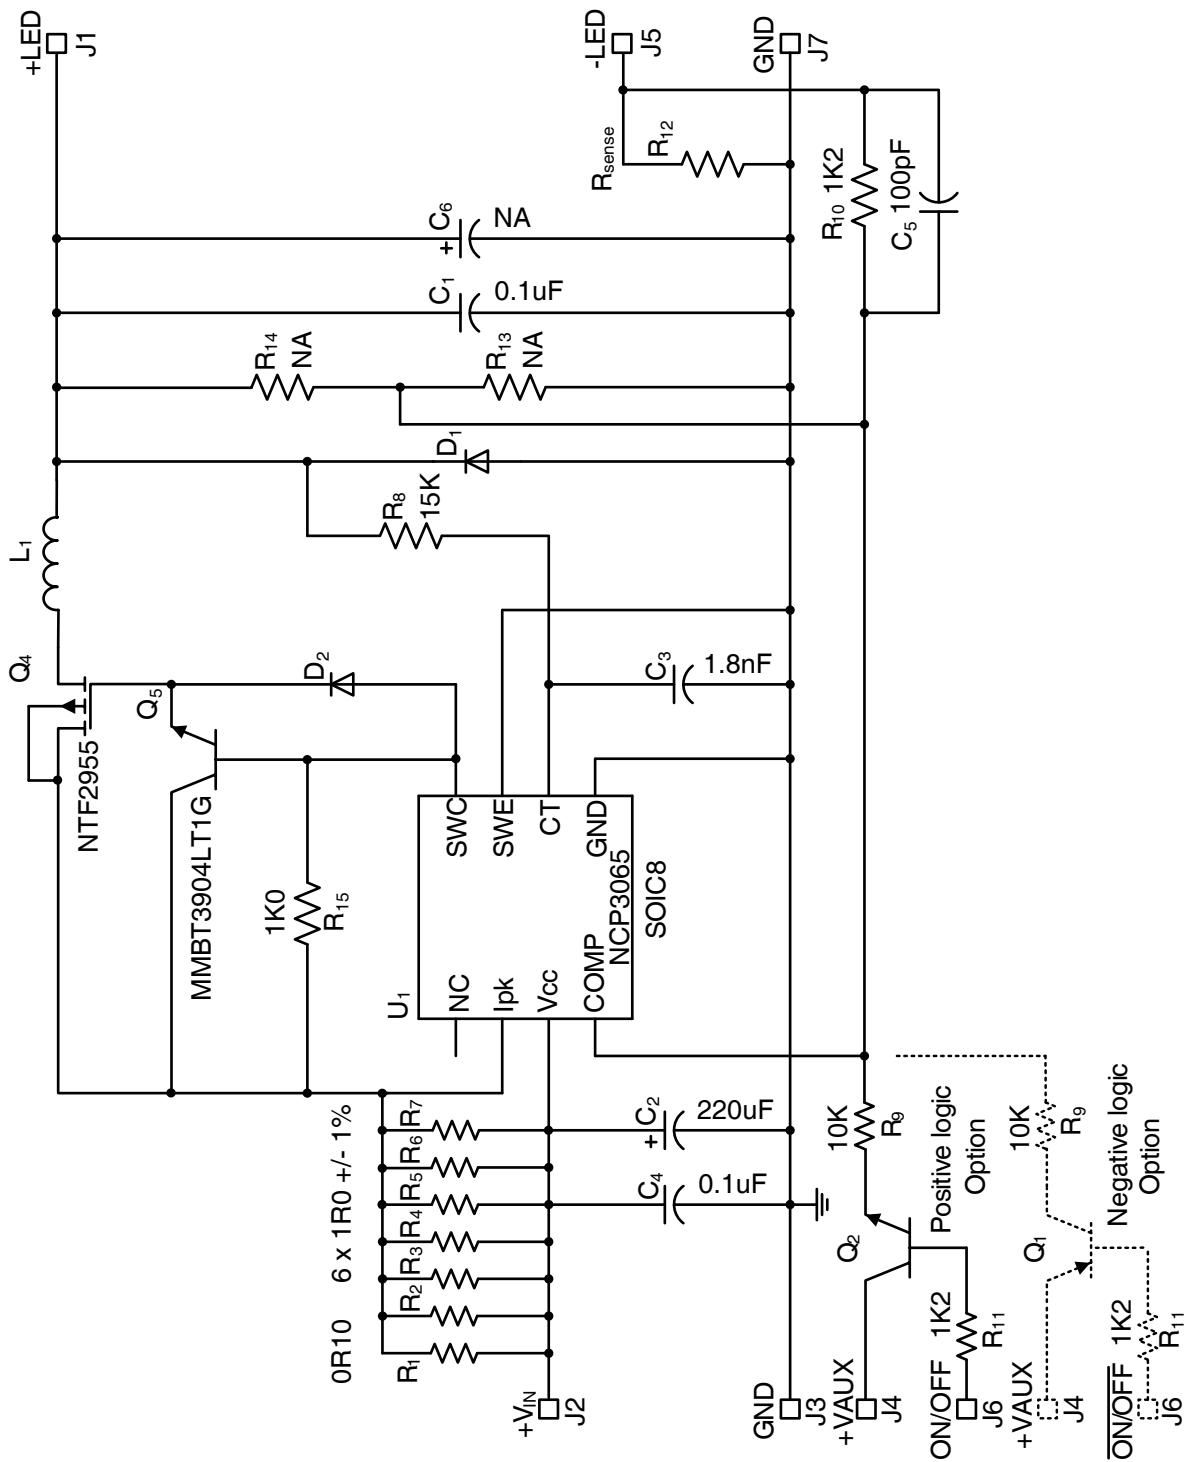 0R10 6 x 1R0 +/- 1%
R1
R2
R3
R4
R5
R6
R7
+VIN
J2
C4
0.1uF
+
C2
220uF
GND
J3
+VAUX
J4
ON/OFF
J6
1K2
R11
Q2
10K
R9
Positive logic
Option
+VAUX
J4
ON/OFF
J6
1K2
R11
Q1
10K
R9
Negative logic
Option
U1
NC
Ipk
Vcc
COMP
SWC
SWE
CT
GND
NCP3065
SOIC8
1K0
R15
MMBT3904LT1G
Q5
NTF2955
Q4
D2
C3
1.8nF
L1
R8
15K
D1
R14
NA
R13
NA
C1
0.1uF
+
C6
NA
Rsense
R12
R10 1K2
C5 100pF
+LED
J1
-LED
J5
GND
J7